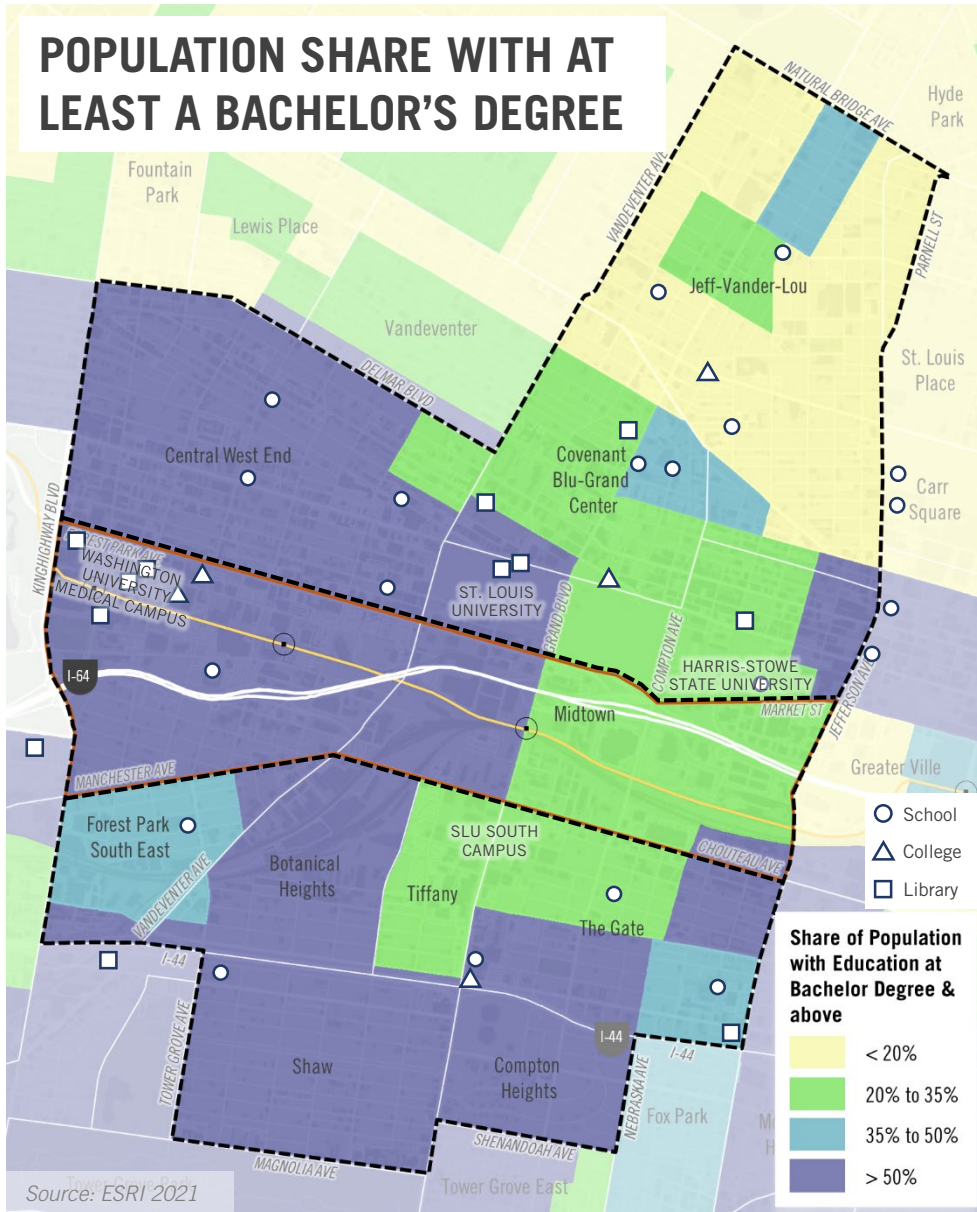 POPULATION SHARE WITH AT
LEAST A BACHELOR'S DEGREE
NATURAL BRIDGE AVE
Hyde
Park
Fountain
Park
VANDEVENTER AVE
Lewis Place
PARNELL ST
Jeff-Vander-Lou
Vandeventer
St. Louis
Place
DELMAR BLVD
Central West End
Covenant
Blu-Grand
Center
Carr
Square
KINGHIGHWAY BLVD
FORESTPARK AVE
WASHINGTON
UNIVERSITY
MEDICAL CAMPUS
ST. LOUIS
UNIVERSITY
GRAND BLVD
COMPTON AVE
HARRIS-STOWE
STATE UNIVERSITY
I-64
MARKET ST
JEFFERSON AVE
Midtown
Greater Ville
MANCHESTER AVE
School
College
Library
Forest Park
South East
SLU SOUTH
CAMPUS
CHOUTEAU AVE
Botanical
Heights
Tiffany
VANDEVENTER AVE
The Gate
I-44
TOWER GROVE AVE
Shaw
Compton
Heights
I-44
I-44
NEBRASKA AVE
Fox Park
SHENANDOAH AVE
MAGNOLIA AVE
Tower Grove Park
Tower Grove East
Share of Population
with Education at
Bachelor Degree &
above
< 20%
20% to 35%
35% to 50%
> 50%
Source: ESRI 2021